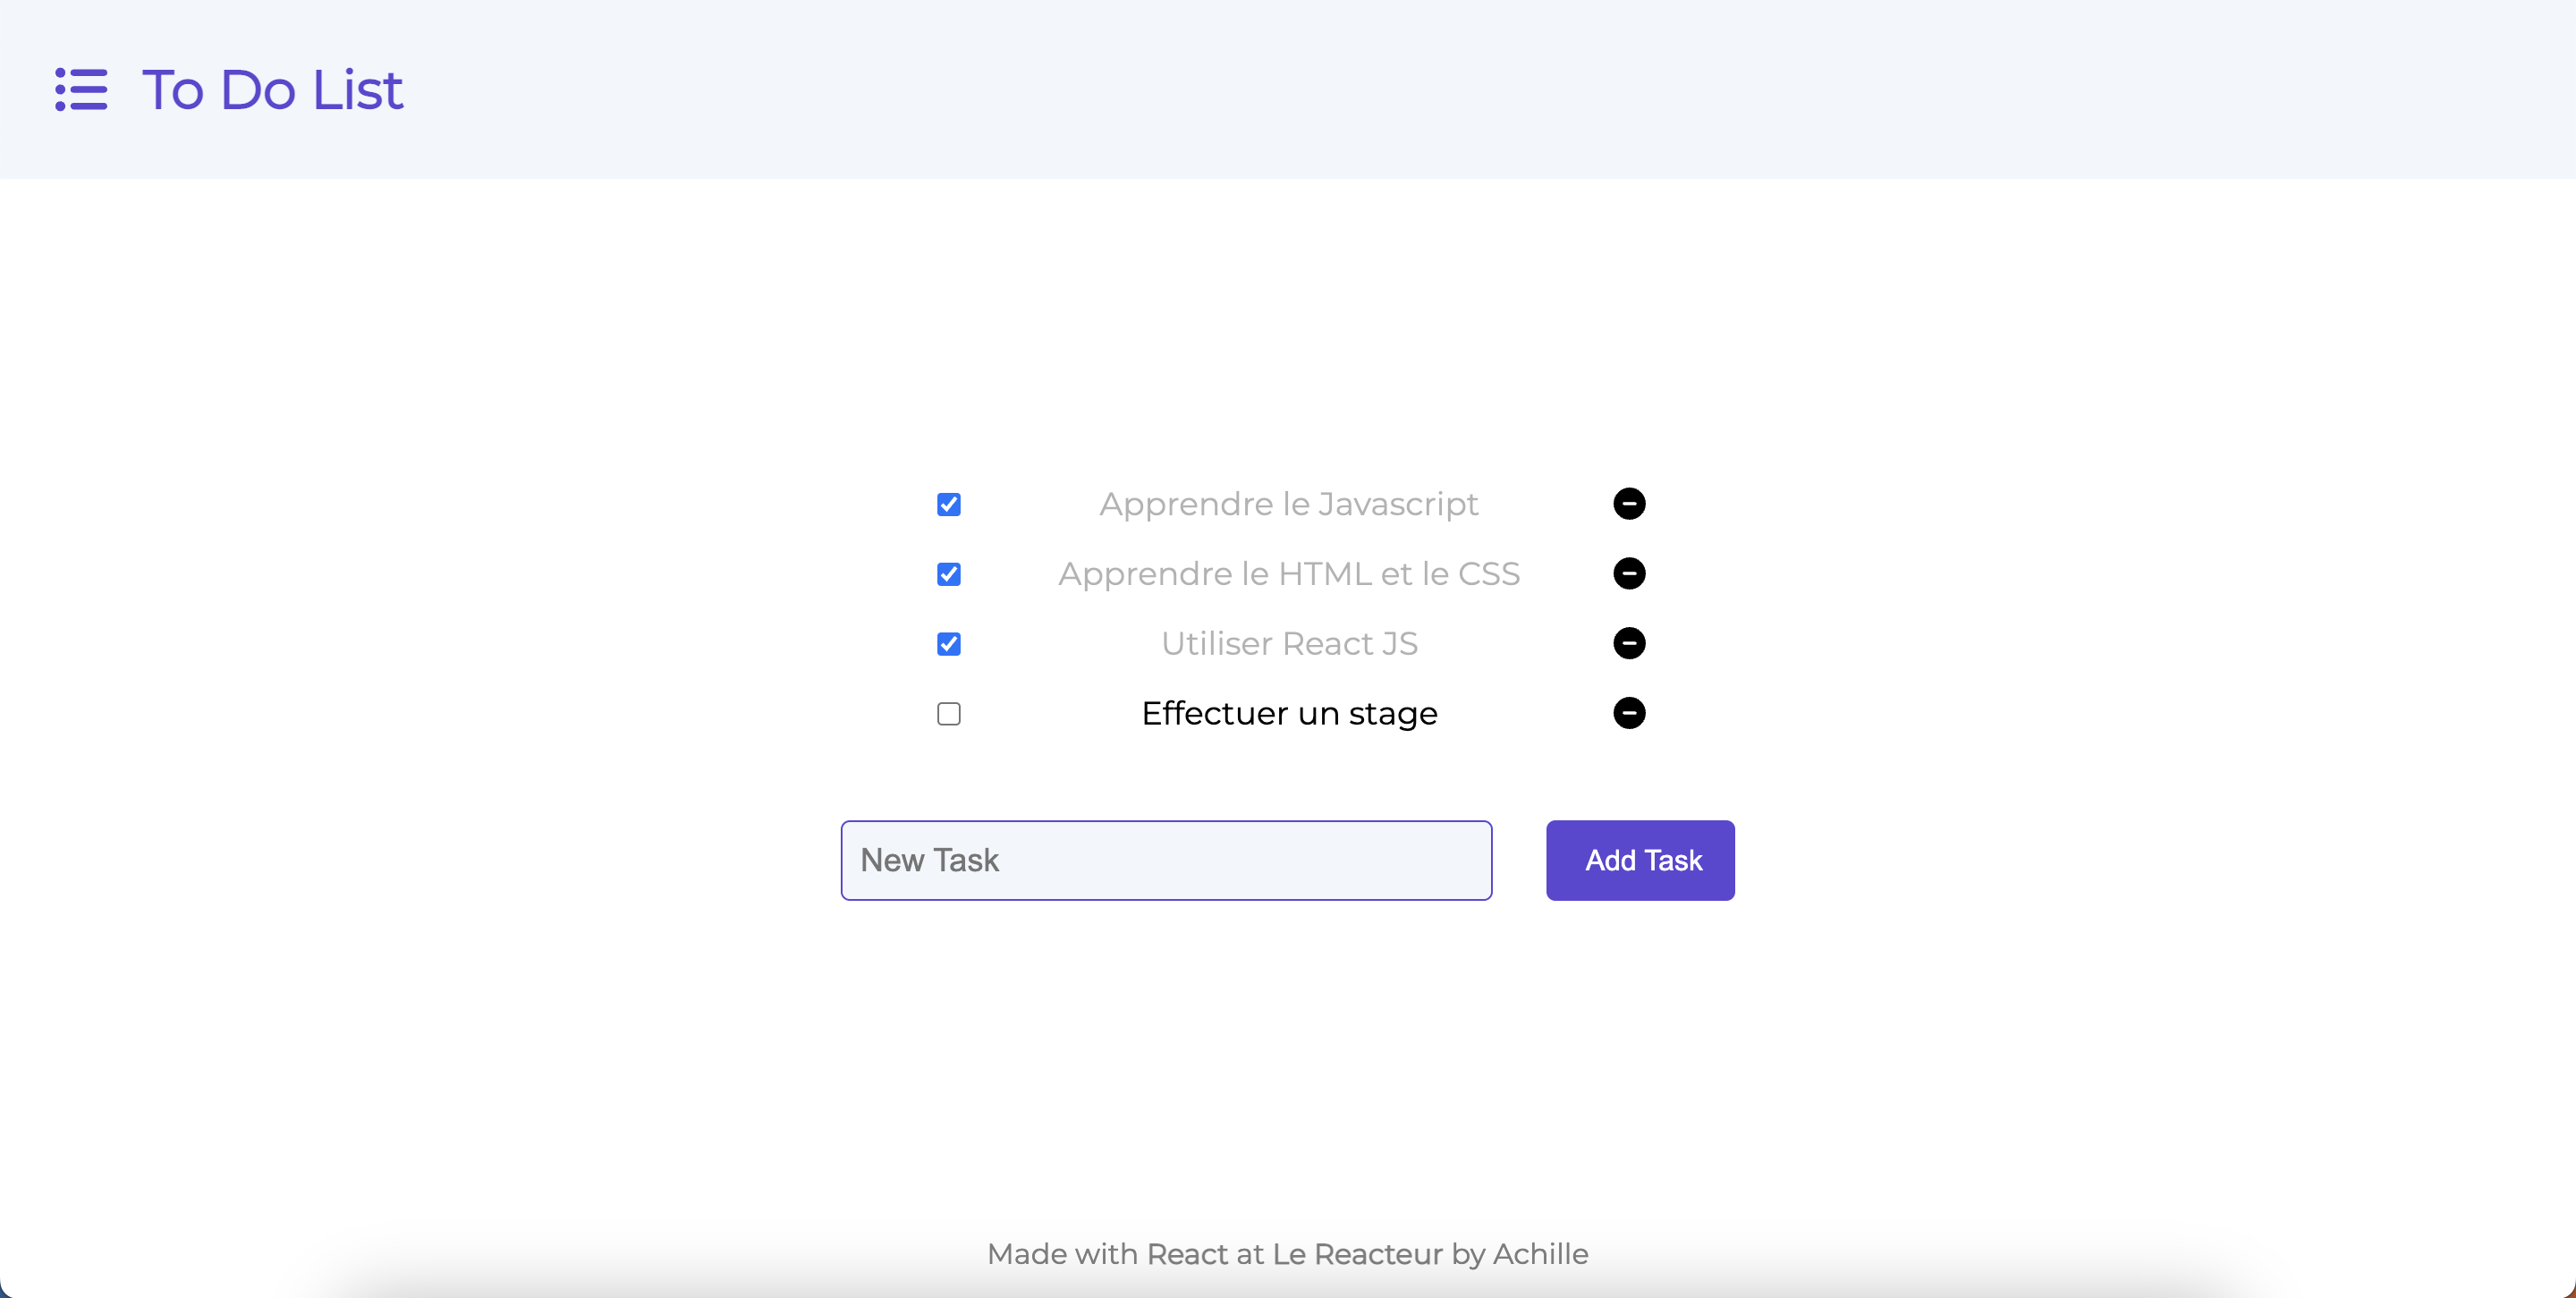 To Do List
Apprendre le Javascript
Apprendre le HTML et le CSS
Utiliser React JS
Effectuer un stage
New Task
Add Task
Made with React at Le Reacteur by Achille